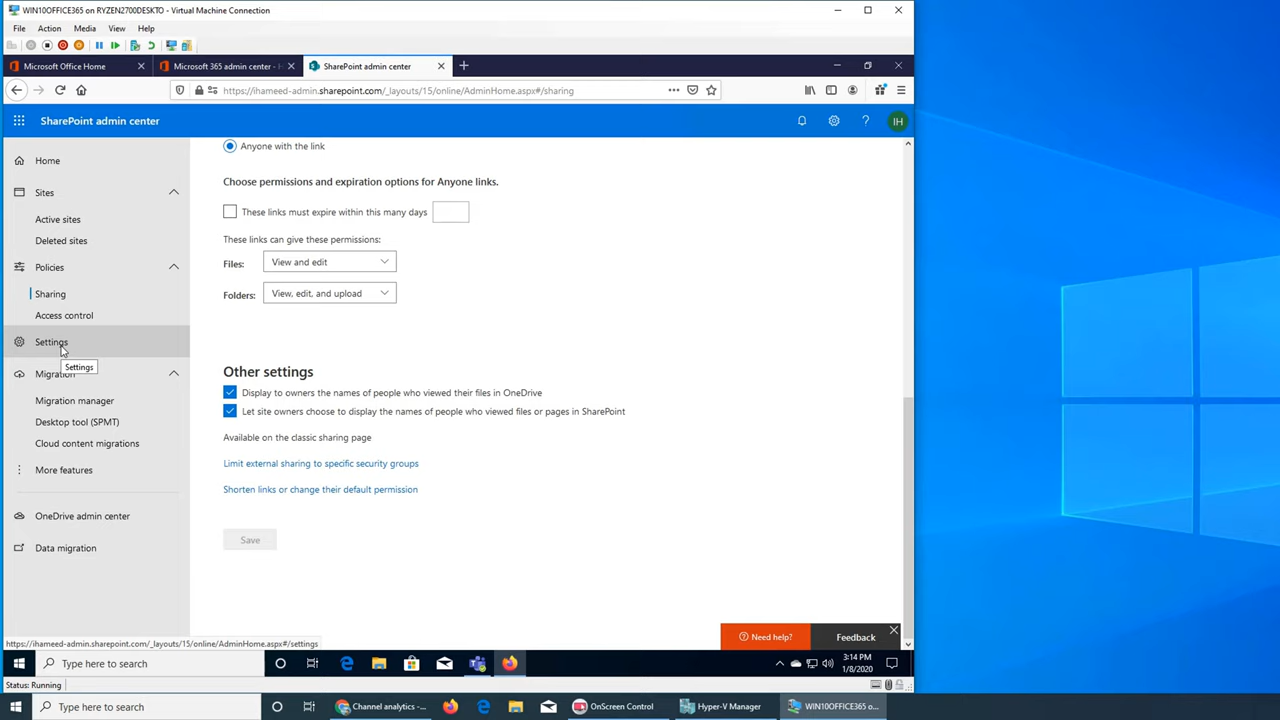 WIN10OFFICE365 on RYZEN2700DESKTO - Virtual Machine Connection
File Action Media View Help
Microsoft Office Home
Microsoft 365 admin center - H
SharePoint admin center
https://ihameed-admin.sharepoint.com/_layouts/15/online/AdminHome.aspx#/sharing
SharePoint admin center
IH
Home
Sites
Active sites
Deleted sites
Policies
Sharing
Access control
Settings
Settings
Migration
Migration manager
Desktop tool (SPMT)
Cloud content migrations
More features
OneDrive admin center
Data migration
Anyone with the link
Choose permissions and expiration options for Anyone links.
These links must expire within this many days
These links can give these permissions:
Files: View and edit
Folders: View, edit, and upload
Other settings
Display to owners the names of people who viewed their files in OneDrive
Let site owners choose to display the names of people who viewed files or pages in SharePoint
Available on the classic sharing page
Limit external sharing to specific security groups
Shorten links or change their default permission
Save
Need help?
Feedback
https://ihameed-admin.sharepoint.com/_layouts/15/online/AdminHome.aspx#/settings
Type here to search
3:14 PM
1/8/2020
Status: Running
Type here to search
Channel analytics -...
OnScreen Control
Hyper-V Manager
WIN10OFFICE365 o...